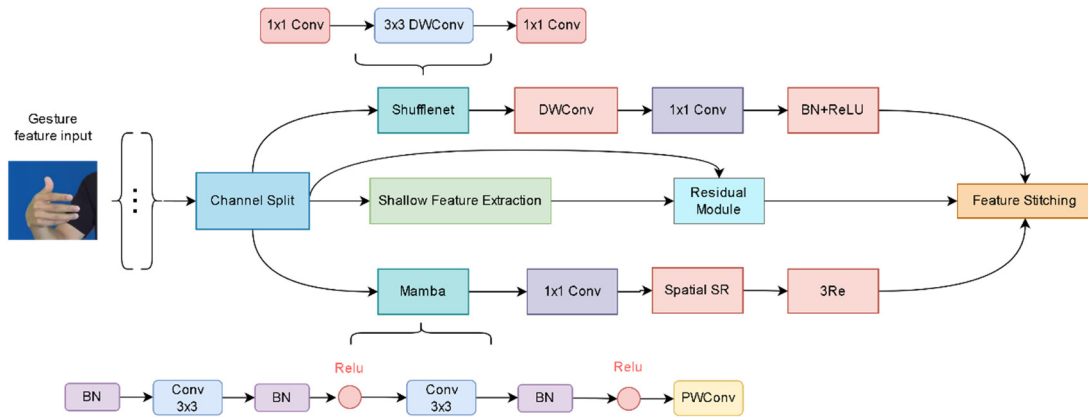 1x1 Conv
3x3 DWConv
1x1 Conv
Gesture
feature input
Shufflenet
DWConv
1x1 Conv
BN+ReLU
Channel Split
Shallow Feature Extraction
Residual
Module
Feature Stitching
Mamba
1x1 Conv
Spatial SR
3Re
Relu
Relu
BN
Conv
3x3
BN
Conv
3x3
BN
PWConv